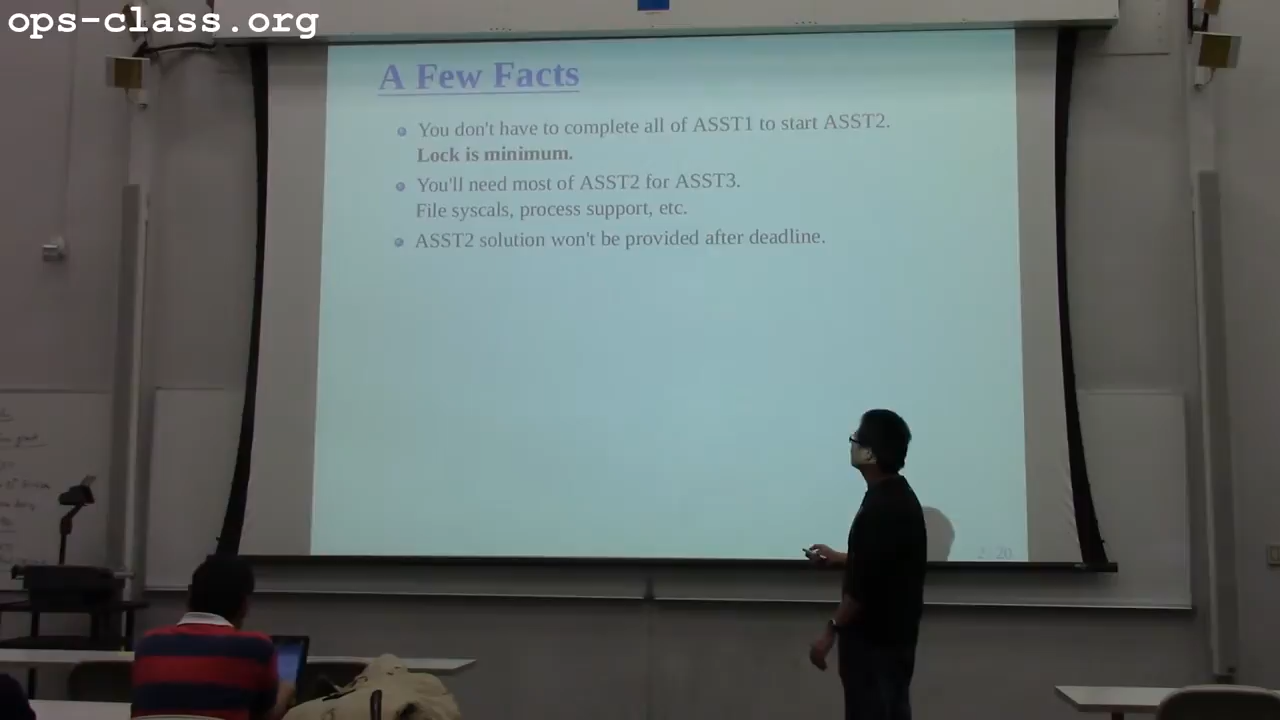 ops-class.org
A Few Facts
You don't have to complete all of ASST1 to start ASST2.
Lock is minimum.
You'll need most of ASST2 for ASST3.
File syscals, process support, etc.
ASST2 solution won't be provided after deadline.
2 - 20